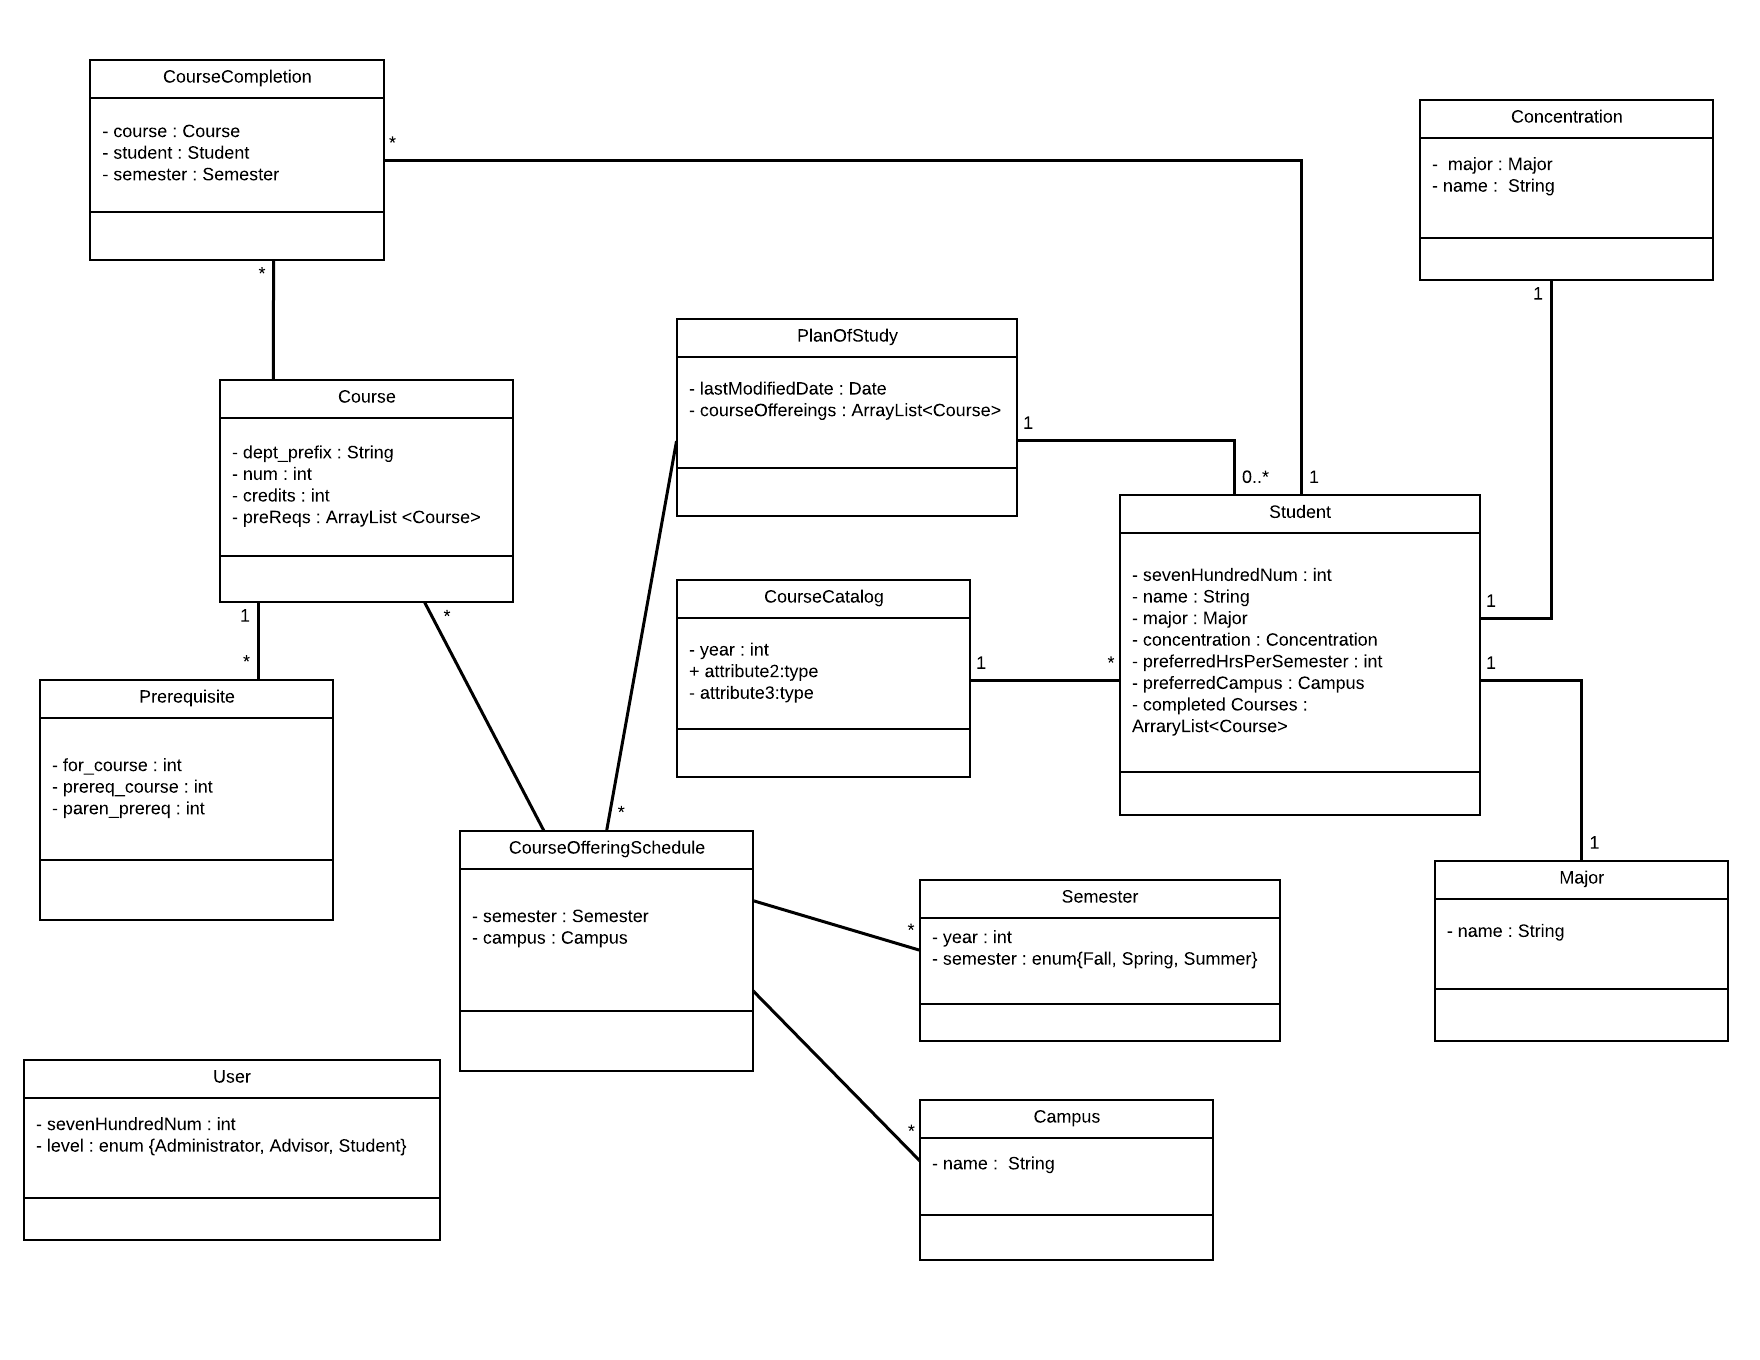 CourseCompletion
- course : Course
- student : Student
- semester : Semester
*
*
Concentration
-  major : Major
- name :  String
1
PlanOfStudy
- lastModifiedDate : Date
- courseOffereings : ArrayList<Course>
1
0..*
1
Course
- dept_prefix : String
- num : int
- credits : int
- preReqs : ArrayList <Course>
1
*
*
Student
- sevenHundredNum : int
- name : String
- major : Major
- concentration : Concentration
- preferredHrsPerSemester : int
- preferredCampus : Campus
- completed Courses :
ArraryList<Course>
1
1
CourseCatalog
- year : int
+ attribute2:type
- attribute3:type
1
*
Prerequisite
- for_course : int
- prereq_course : int
- paren_prereq : int
*
CourseOfferingSchedule
- semester : Semester
- campus : Campus
1
Major
- name : String
Semester
- year : int
- semester : enum{Fall, Spring, Summer}
*
User
- sevenHundredNum : int
- level : enum {Administrator, Advisor, Student}
*
Campus
- name :  String